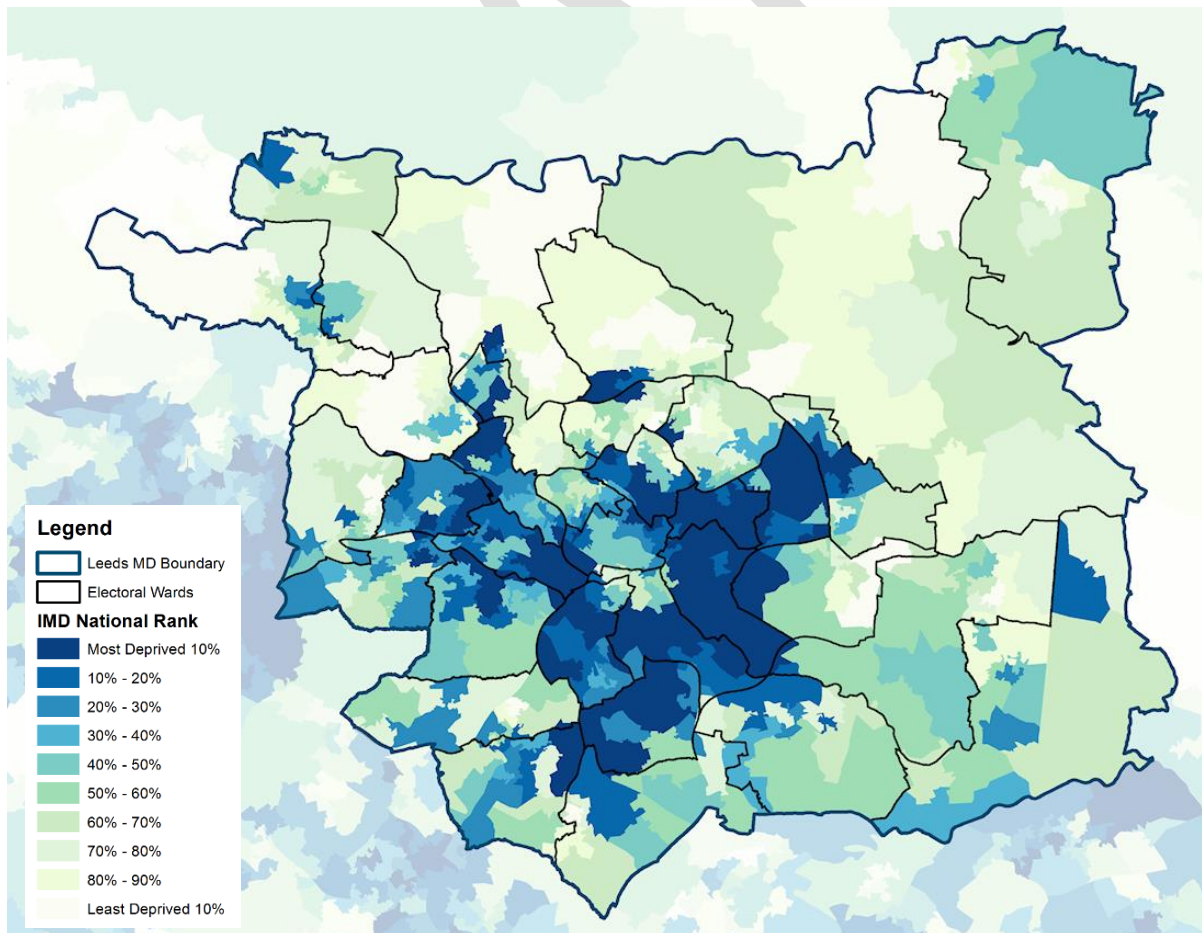 Legend
Leeds MD Boundary
Electoral Wards
IMD National Rank
Most Deprived 10%
10% - 20%
20% - 30%
30% - 40%
40% - 50%
50% - 60%
60% - 70%
70% - 80%
80% - 90%
Least Deprived 10%